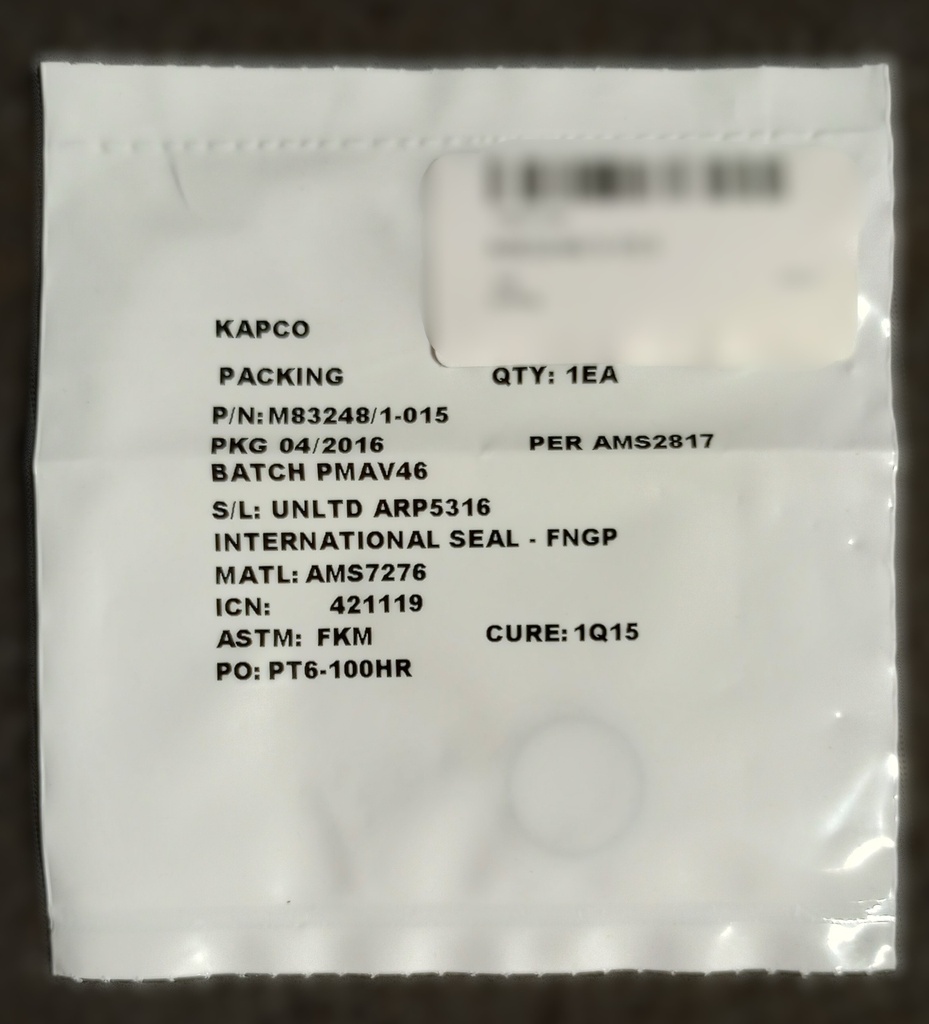 KAPCO
PACKING QTY: 1EA
P/N: M83248/1-015
PKG 04/2016 PER AMS2817
BATCH PMAV46
S/L: UNLTD ARP5316
INTERNATIONAL SEAL - FNGP
MATL: AMS7276
ICN: 421119
ASTM: FKM CURE: 1Q15
PO: PT6-100HR